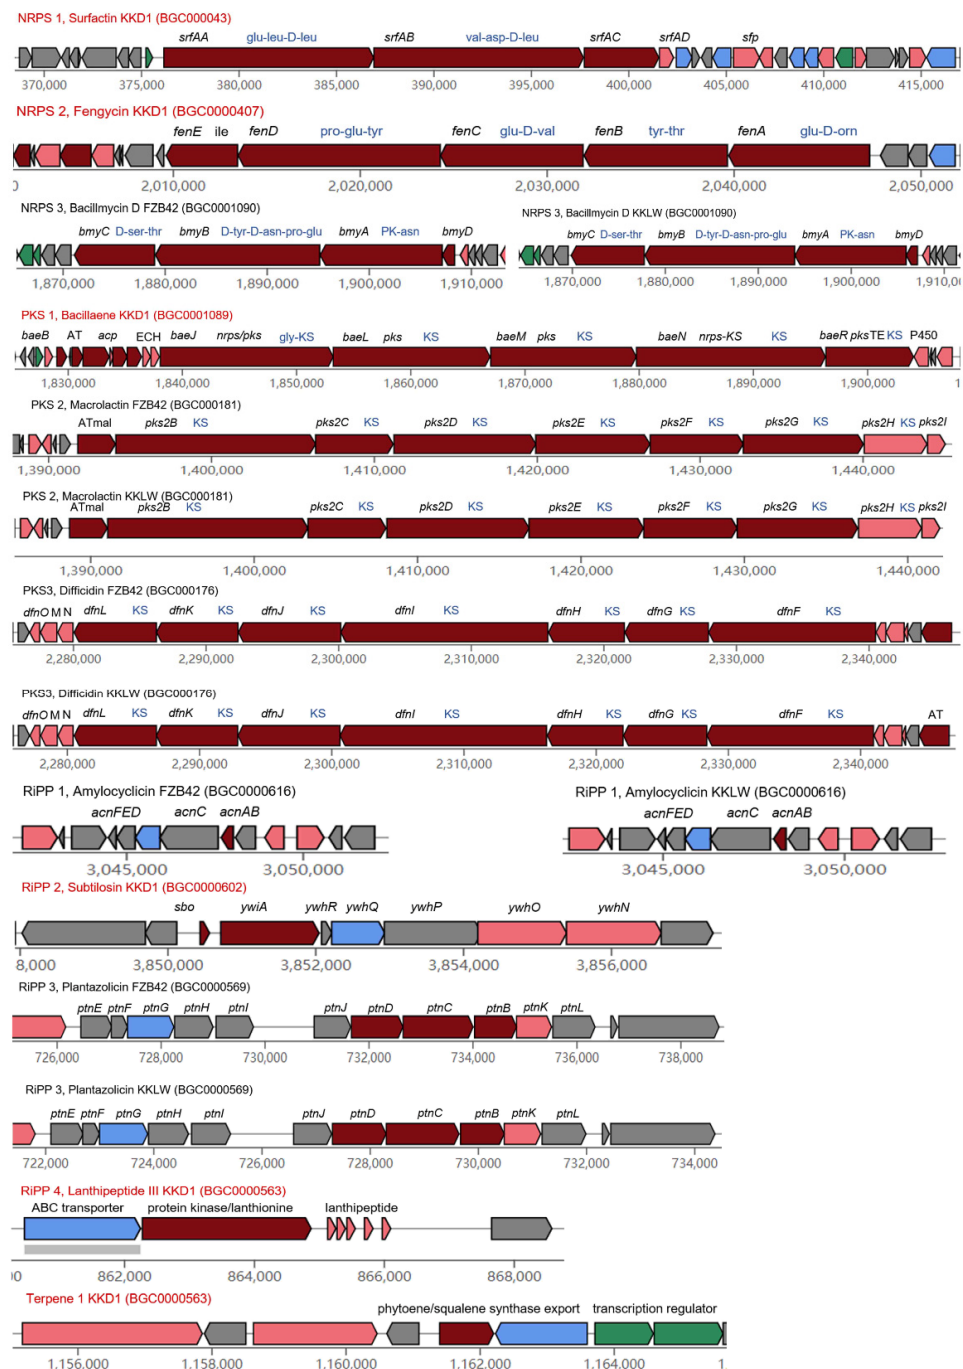 NRPS 1, Surfactin KKD1 (BGC000043)
srfAA glu-leu-D-leu srfAB val-asp-D-leu srfAC srfAD sfp
370,000 375,000 380,000 385,000 390,000 395,000 400,000 405,000 410,000 415,000
NRPS 2, Fengycin KKD1 (BGC0000407)
fenE ile fenD pro-glu-tyr fenC glu-D-val fenB tyr-thr fenA glu-D-orn
0 2,010,000 2,020,000 2,030,000 2,040,000 2,050,000
NRPS 3, Bacillmycin D FZB42 (BGC0001090) NRPS 3, Bacillmycin D KKLW (BGC0001090)
bmyC D-ser-thr bmyB D-tyr-D-asn-pro-glu bmyA PK-asn bmyD bmyC D-ser-thr bmyB D-tyr-D-asn-pro-glu bmyA PK-asn bmyD
1,870,000 1,880,000 1,890,000 1,900,000 1,910,000 1,870,000 1,880,000 1,890,000 1,900,000 1,910,0
PKS 1, Bacillaene KKD1 (BGC0001089)
baeB AT acp ECH baeJ nrps/pks gly-KS baeL pks KS baeM pks KS baeN nrps-KS KS baeR pksTE KS P450
1,830,000 1,840,000 1,850,000 1,860,000 1,870,000 1,880,000 1,890,000 1,900,000
PKS 2, Macrolactin FZB42 (BGC000181)
ATmal pks2B KS pks2C KS pks2D KS pks2E KS pks2F KS pks2G KS pks2H KS pks2I
1,390,000 1,400,000 1,410,000 1,420,000 1,430,000 1,440,000
PKS 2, Macrolactin KKLW (BGC000181)
ATmal pks2B KS pks2C KS pks2D KS pks2E KS pks2F KS pks2G KS pks2H KS pks2I
1,390,000 1,400,000 1,410,000 1,420,000 1,430,000 1,440,000
PKS3, Difficidin FZB42 (BGC000176)
dfnO M N dfnL KS dfnK KS dfnJ KS dfnI KS dfnH KS dfnG KS dfnF KS
2,280,000 2,290,000 2,300,000 2,310,000 2,320,000 2,330,000 2,340,000
PKS3, Difficidin KKLW (BGC000176)
dfnO M N dfnL KS dfnK KS dfnJ KS dfnI KS dfnH KS dfnG KS dfnF KS AT
2,280,000 2,290,000 2,300,000 2,310,000 2,320,000 2,330,000 2,340,000
RiPP 1, Amylocyclicin FZB42 (BGC0000616) RiPP 1, Amylocyclicin KKLW (BGC0000616)
acnFED acnC acnAB acnFED acnC acnAB
3,045,000 3,050,000 3,045,000 3,050,000
RiPP 2, Subtilosin KKD1 (BGC0000602)
sbo ywiA ywhR ywhQ ywhP ywhO ywhN
8,000 3,850,000 3,852,000 3,854,000 3,856,000
RiPP 3, Plantazolicin FZB42 (BGC0000569)
ptnE ptnF ptnG ptnH ptnI ptnJ ptnD ptnC ptnB ptnK ptnL
726,000 728,000 730,000 732,000 734,000 736,000 738,000
RiPP 3, Plantazolicin KKLW (BGC0000569)
ptnE ptnF ptnG ptnH ptnI ptnJ ptnD ptnC ptnB ptnK ptnL
722,000 724,000 726,000 728,000 730,000 732,000 734,000
RiPP 4, Lanthipeptide III KKD1 (BGC0000563)
ABC transporter protein kinase/lanthionine lanthipeptide
00 862,000 864,000 866,000 868,000
Terpene 1 KKD1 (BGC0000563)
phytoene/squalene synthase export transcription regulator
1,156,000 1,158,000 1,160,000 1,162,000 1,164,000 1